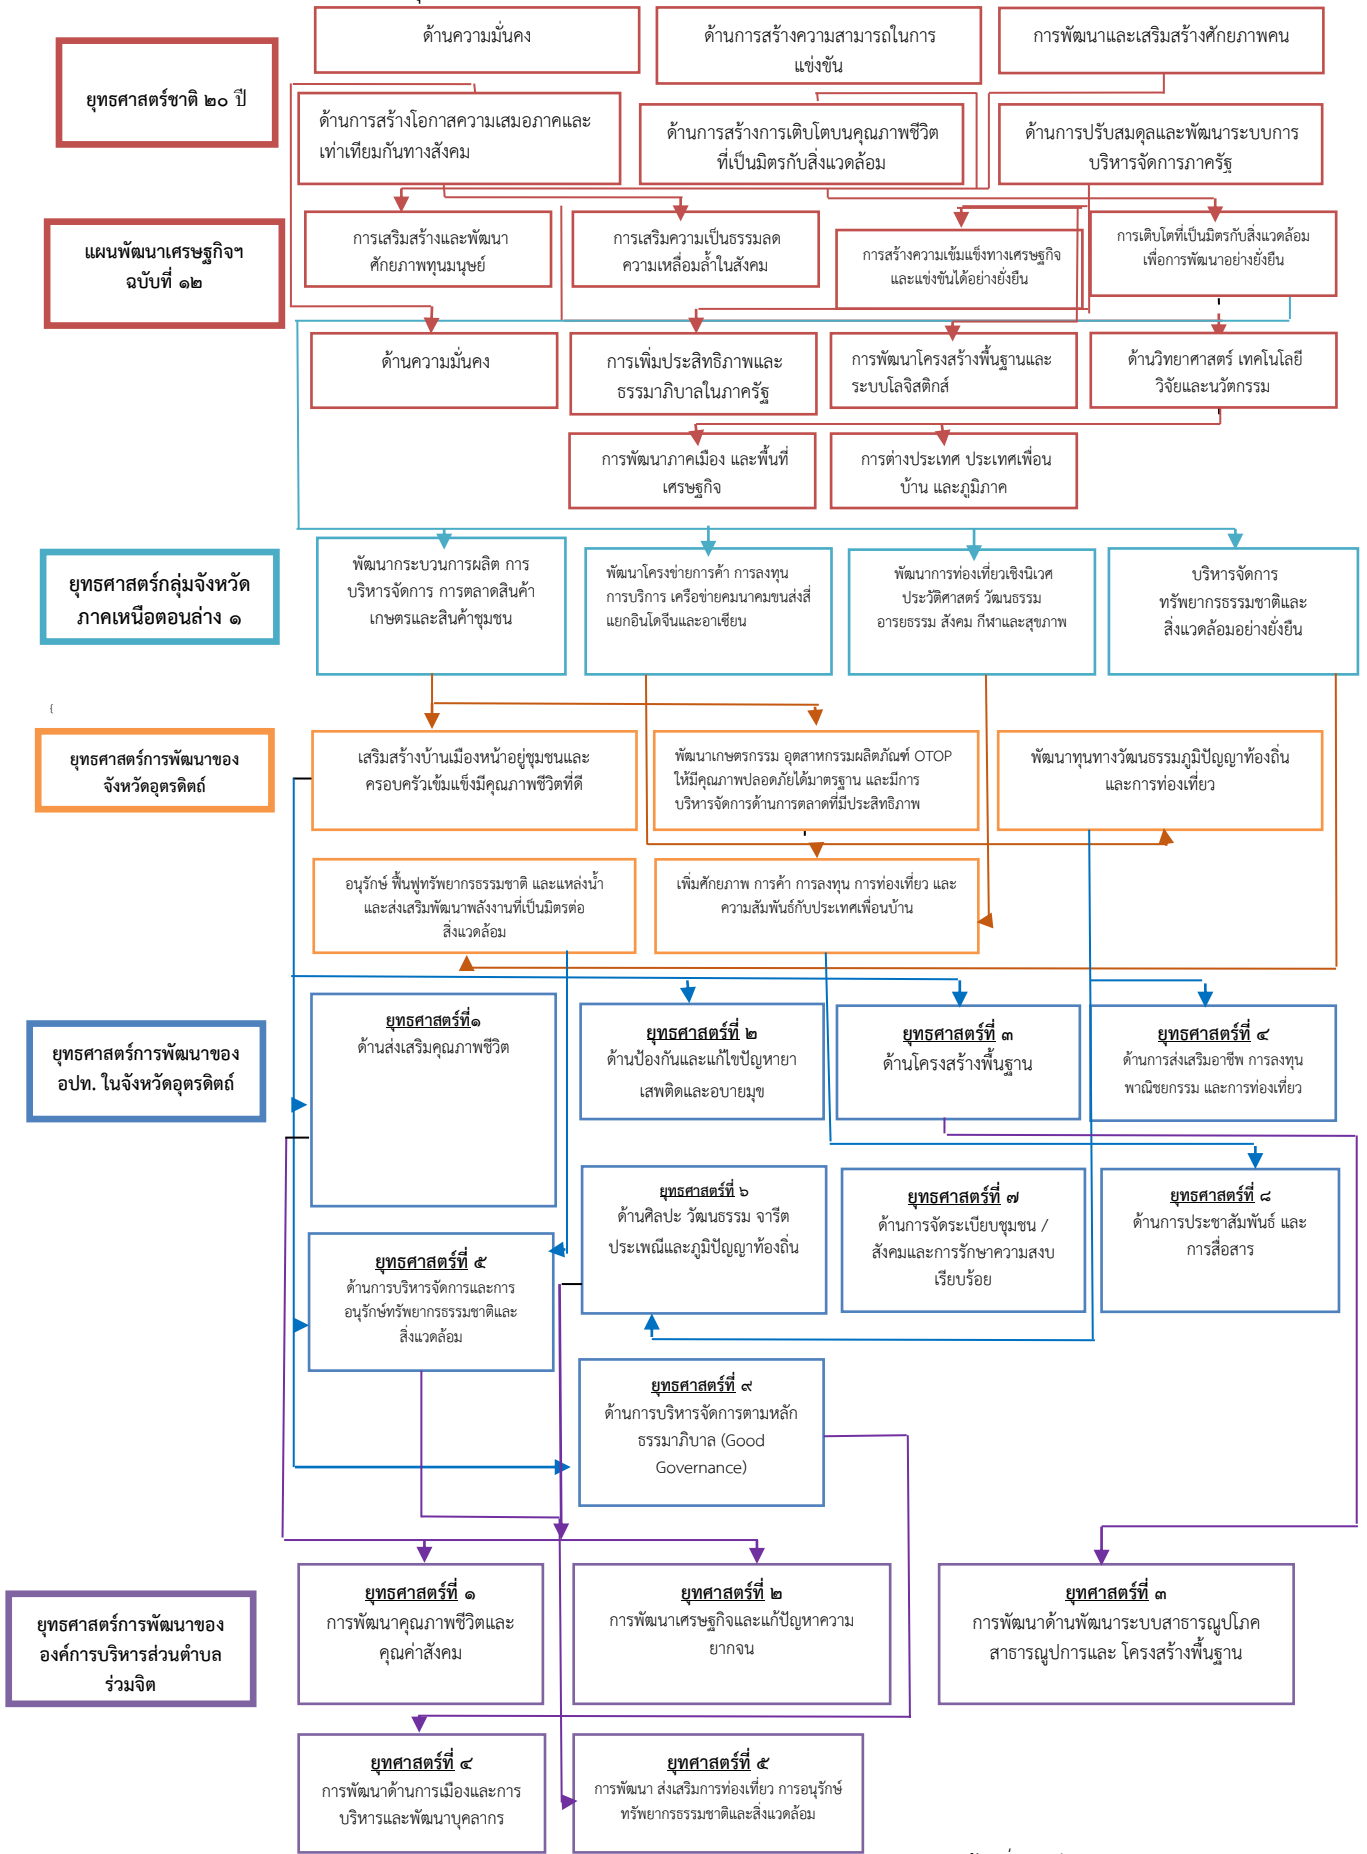 ด้านความมั่นคง
ด้านการสร้างความสามารถในการ
แข่งขัน
การพัฒนาและเสริมสร้างศักยภาพคน
ยุทธศาสตร์ชาติ ๒๐ ปี
ด้านการสร้างโอกาสความเสมอภาคและ
เท่าเทียมกันทางสังคม
ด้านการสร้างการเติบโตบนคุณภาพชีวิต
ที่เป็นมิตรกับสิ่งแวดล้อม
ด้านการปรับสมดุลและพัฒนาระบบการ
บริหารจัดการภาครัฐ
แผนพัฒนาเศรษฐกิจฯ
ฉบับที่ ๑๒
การเสริมสร้างและพัฒนา
ศักยภาพทุนมนุษย์
การเสริมความเป็นธรรมลด
ความเหลื่อมล้ำในสังคม
การสร้างความเข้มแข็งทางเศรษฐกิจ
และแข่งขันได้อย่างยั่งยืน
การเติบโตที่เป็นมิตรกับสิ่งแวดล้อม
เพื่อการพัฒนาอย่างยั่งยืน
ด้านความมั่นคง
การเพิ่มประสิทธิภาพและ
ธรรมาภิบาลในภาครัฐ
การพัฒนาโครงสร้างพื้นฐานและ
ระบบโลจิสติกส์
ด้านวิทยาศาสตร์ เทคโนโลยี
วิจัยและนวัตกรรม
การพัฒนาภาคเมือง และพื้นที่
เศรษฐกิจ
การต่างประเทศ ประเทศเพื่อน
บ้าน และภูมิภาค
ยุทธศาสตร์กลุ่มจังหวัด
ภาคเหนือตอนล่าง ๑
พัฒนากระบวนการผลิต การ
บริหารจัดการ การตลาดสินค้า
เกษตรและสินค้าชุมชน
พัฒนาโครงข่ายการค้า การลงทุน
การบริการ เครือข่ายคมนาคมขนส่งสี่
แยกอินโดจีนและอาเซียน
พัฒนาการท่องเที่ยวเชิงนิเวศ
ประวัติศาสตร์ วัฒนธรรม
อารยธรรม สังคม กีฬาและสุขภาพ
บริหารจัดการ
ทรัพยากรธรรมชาติและ
สิ่งแวดล้อมอย่างยั่งยืน
{
ยุทธศาสตร์การพัฒนาของ
จังหวัดอุตรดิตถ์
เสริมสร้างบ้านเมืองหน้าอยู่ชุมชนและ
ครอบครัวเข้มแข็งมีคุณภาพชีวิตที่ดี
พัฒนาเกษตรกรรม อุตสาหกรรมผลิตภัณฑ์ OTOP
ให้มีคุณภาพปลอดภัยได้มาตรฐาน และมีการ
บริหารจัดการด้านการตลาดที่มีประสิทธิภาพ
พัฒนาทุนทางวัฒนธรรมภูมิปัญญาท้องถิ่น
และการท่องเที่ยว
อนุรักษ์ ฟื้นฟูทรัพยากรธรรมชาติ และแหล่งน้ำ
และส่งเสริมพัฒนาพลังงานที่เป็นมิตรต่อ
สิ่งแวดล้อม
เพิ่มศักยภาพ การค้า การลงทุน การท่องเที่ยว และ
ความสัมพันธ์กับประเทศเพื่อนบ้าน
ยุทธศาสตร์การพัฒนาของ
อปท. ในจังหวัดอุตรดิตถ์
ยุทธศาสตร์ที่๑
ด้านส่งเสริมคุณภาพชีวิต
ยุทธศาสตร์ที่ ๒
ด้านป้องกันและแก้ไขปัญหายา
เสพติดและอบายมุข
ยุทธศาสตร์ที่ ๓
ด้านโครงสร้างพื้นฐาน
ยุทธศาสตร์ที่ ๔
ด้านการส่งเสริมอาชีพ การลงทุน
พาณิชยกรรม และการท่องเที่ยว
ยุทธศาสตร์ที่ ๕
ด้านการบริหารจัดการและการ
อนุรักษ์ทรัพยากรธรรมชาติและ
สิ่งแวดล้อม
ยุทธศาสตร์ที่ ๖
ด้านศิลปะ วัฒนธรรม จารีต
ประเพณีและภูมิปัญญาท้องถิ่น
ยุทธศาสตร์ที่ ๗
ด้านการจัดระเบียบชุมชน /
สังคมและการรักษาความสงบ
เรียบร้อย
ยุทธศาสตร์ที่ ๘
ด้านการประชาสัมพันธ์ และ
การสื่อสาร
ยุทธศาสตร์ที่ ๙
ด้านการบริหารจัดการตามหลัก
ธรรมาภิบาล (Good
Governance)
ยุทธศาสตร์การพัฒนาของ
องค์การบริหารส่วนตำบล
ร่วมจิต
ยุทธศาสตร์ที่ ๑
การพัฒนาคุณภาพชีวิตและ
คุณค่าสังคม
ยุทศาสตร์ที่ ๒
การพัฒนาเศรษฐกิจและแก้ปัญหาความ
ยากจน
ยุทศาสตร์ที่ ๓
การพัฒนาด้านพัฒนาระบบสาธารณูปโภค
สาธารณูปการและ โครงสร้างพื้นฐาน
ยุทศาสตร์ที่ ๔
การพัฒนาด้านการเมืองและการ
บริหารและพัฒนาบุคลากร
ยุทศาสตร์ที่ ๕
การพัฒนา ส่งเสริมการท่องเที่ยว การอนุรักษ์
ทรัพยากรธรรมชาติและสิ่งแวดล้อม